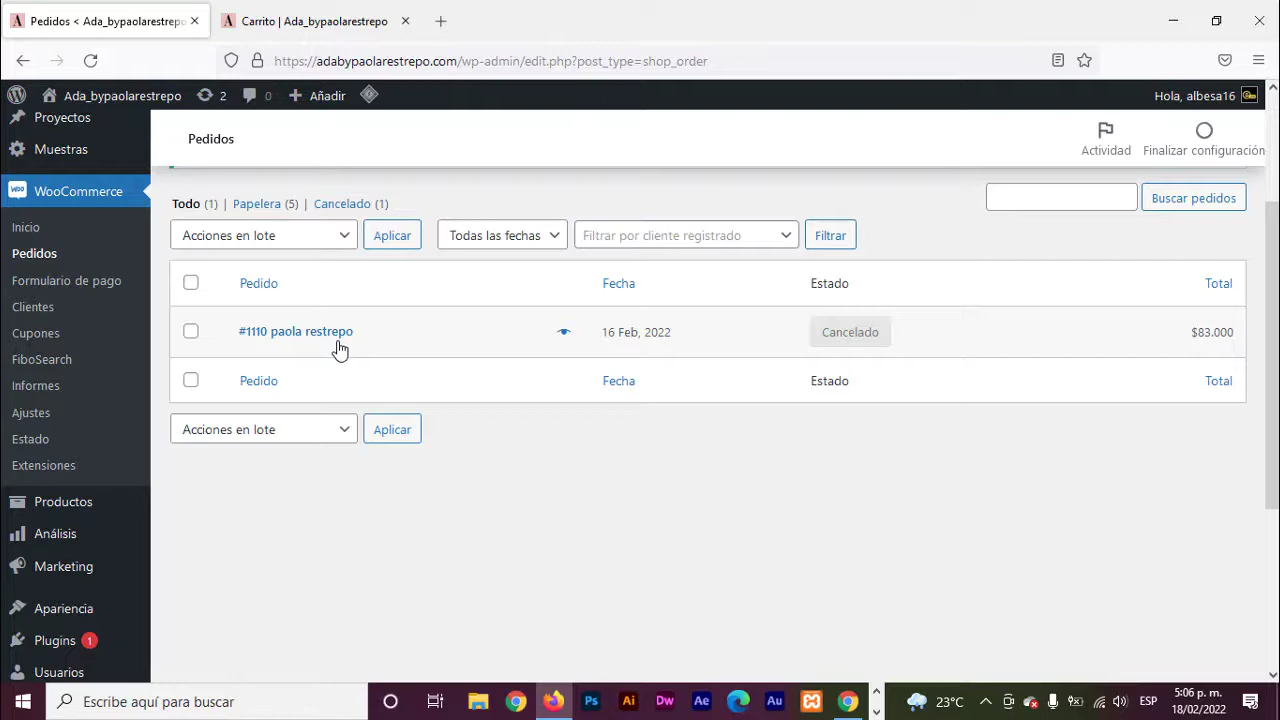 Pedidos < Ada_bypaolarestrepo
Carrito | Ada_bypaolarestrepo
https://adabypaolarestrepo.com/wp-admin/edit.php?post_type=shop_order
Ada_bypaolarestrepo
2
0
Añadir
Hola, albesa16
Proyectos
Muestras
WooCommerce
Inicio
Pedidos
Formulario de pago
Clientes
Cupones
FiboSearch
Informes
Ajustes
Estado
Extensiones
Productos
Análisis
Marketing
Apariencia
Plugins 1
Usuarios
Pedidos
Actividad
Finalizar configuración
Todo (1) | Papelera (5) | Cancelado (1)
Buscar pedidos
Acciones en lote
Aplicar
Todas las fechas
Filtrar por cliente registrado
Filtrar
Pedido Fecha Estado Total
#1110 paola restrepo 16 Feb, 2022 Cancelado $83.000
Pedido Fecha Estado Total
Acciones en lote
Aplicar
Escribe aquí para buscar
Ps
Ai
Dw
Ae
Au
23°C
ESP
5:06 p. m.
18/02/2022